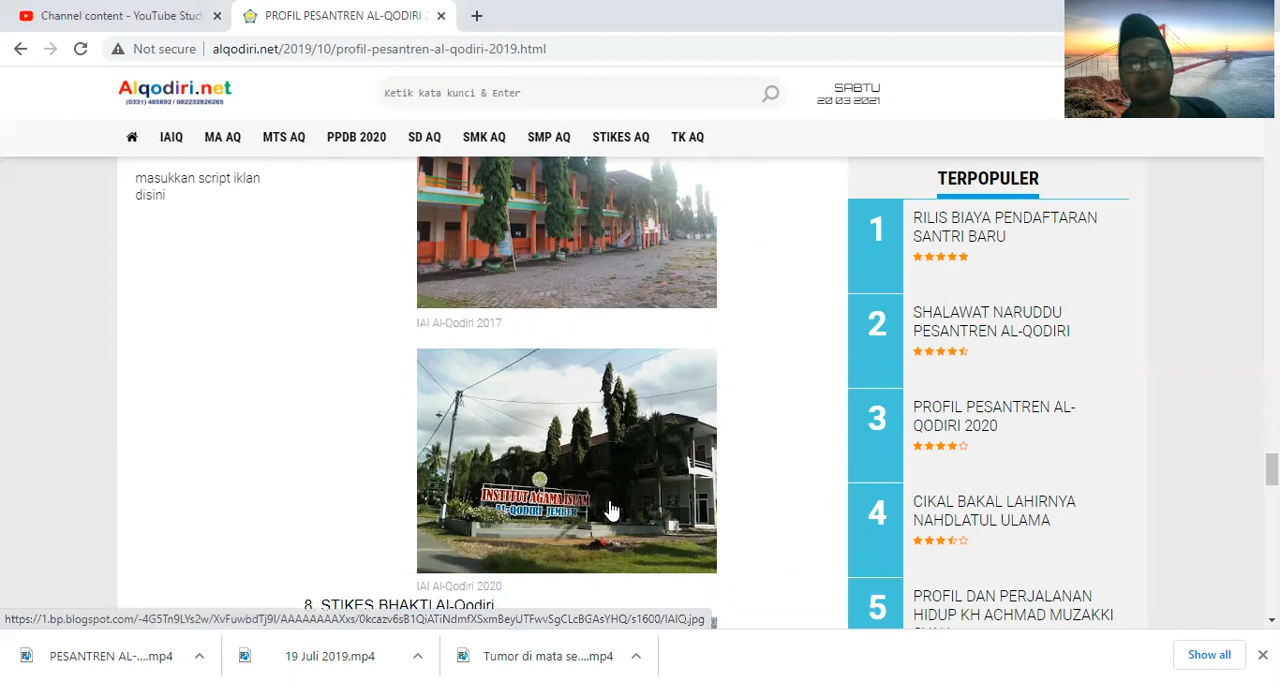 Channel content - YouTube Studi
PROFIL PESANTREN AL-QODIRI 2
Not secure
alqodiri.net/2019/10/profil-pesantren-al-qodiri-2019.html
Alqodiri.net
(0331) 485692 / 082232826265
Ketik kata kunci & Enter
SABTU
20 03 2021
IAIQ
MA AQ
MTS AQ
PPDB 2020
SD AQ
SMK AQ
SMP AQ
STIKES AQ
TK AQ
masukkan script iklan
disini
IAI Al-Qodiri 2017
INSTITUT AGAMA ISLAM
AL-QODIRI JEMBER
IAI Al-Qodiri 2020
8. STIKES BHAKTI Al-Qodiri
TERPOPULER
1
RILIS BIAYA PENDAFTARAN
SANTRI BARU
2
SHALAWAT NARUDDU
PESANTREN AL-QODIRI
3
PROFIL PESANTREN AL-
QODIRI 2020
4
CIKAL BAKAL LAHIRNYA
NAHDLATUL ULAMA
5
PROFIL DAN PERJALANAN
HIDUP KH ACHMAD MUZAKKI
https://1.bp.blogspot.com/-4G5Tn9LYs2w/XvFuwbdTj9I/AAAAAAAAXxs/0kcazv6sB1QiATiNdmfXSxmBeyUTFwvSgCLcBGAsYHQ/s1600/IAIQ.jpg
PESANTREN AL-....mp4
19 Juli 2019.mp4
Tumor di mata se....mp4
Show all